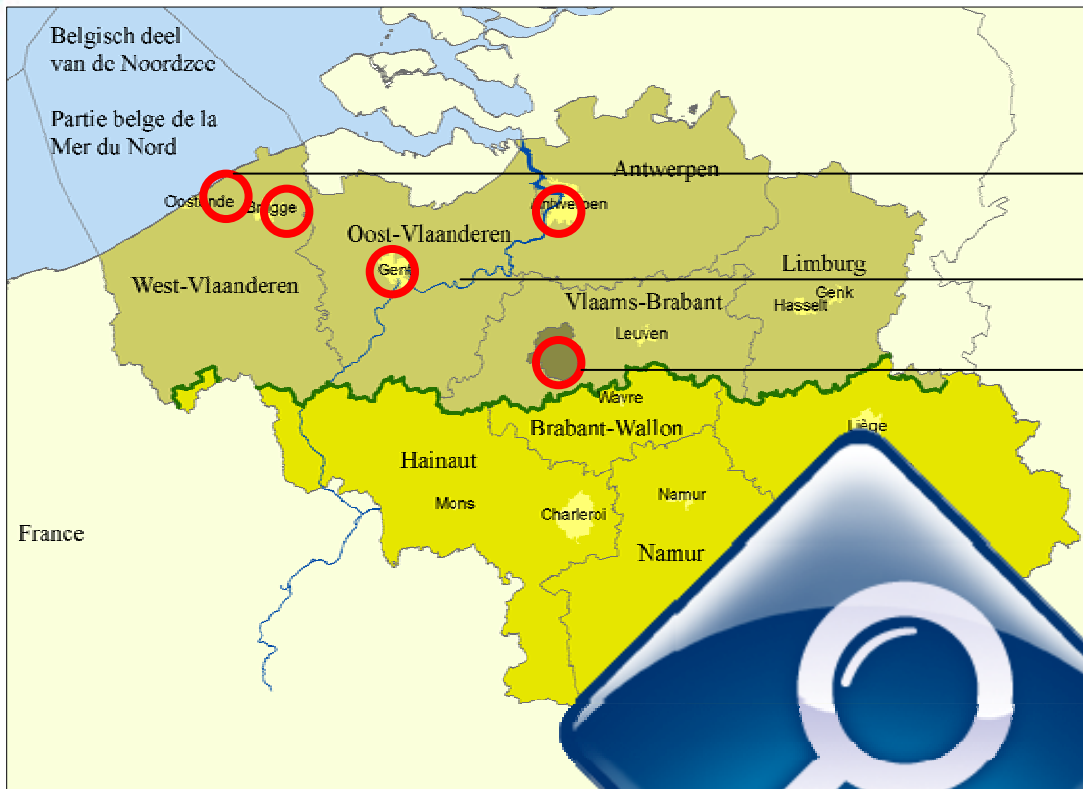 Belgisch deel
van de Noordzee
Partie belge de la
Mer du Nord
Antwerpen
Oostende
Brugge
Antwerpen
Oost-Vlaanderen
Limburg
Gent
West-Vlaanderen
Genk
Vlaams-Brabant
Hasselt
Leuven
Wavre
Brabant-Wallon
Liège
Hainaut
Namur
Mons
Charleroi
France
Namur